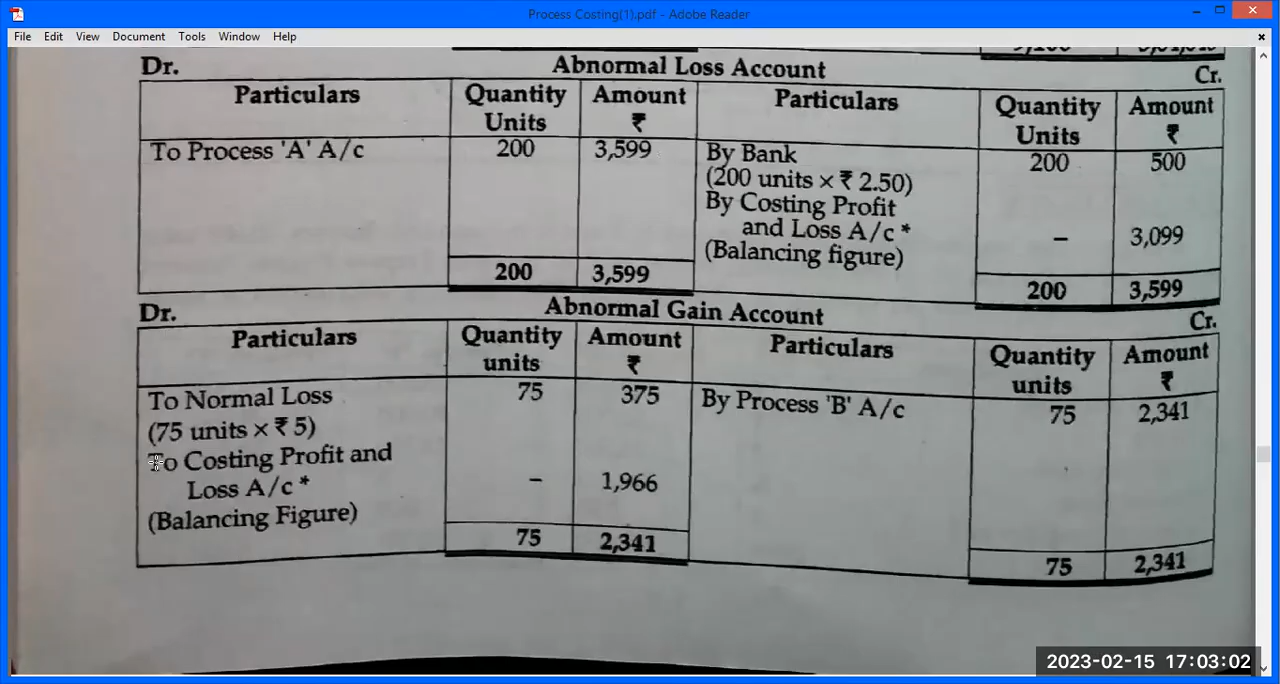 Process Costing(1).pdf - Adobe Reader
File Edit View Document Tools Window Help
Dr. Abnormal Loss Account Cr.
Particulars Quantity Units Amount ₹ Particulars Quantity Units Amount ₹
To Process 'A' A/c 200 3,599 By Bank 200 500
(200 units × ₹ 2.50)
By Costing Profit
and Loss A/c * – 3,099
(Balancing figure)
200 3,599 200 3,599
Dr. Abnormal Gain Account Cr.
Particulars Quantity units Amount ₹ Particulars Quantity units Amount ₹
To Normal Loss 75 375 By Process 'B' A/c 75 2,341
(75 units × ₹ 5)
To Costing Profit and
Loss A/c * – 1,966
(Balancing Figure)
75 2,341 75 2,341
2023-02-15 17:03:02